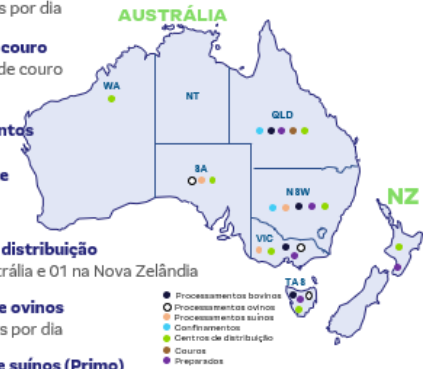 s por dia
AUSTRÁLIA
couro
de couro
WA
NT
QLD
ntos
e
SA
NSW
NZ
VIC
distribuição
trália e 01 na Nova Zelândia
TAS
e ovinos
s por dia
e suínos (Primo)
Processamentos bovinos
Processamentos ovinos
Processamentos suínos
Confinamentos
Centros de distribuição
Couros
Preparados